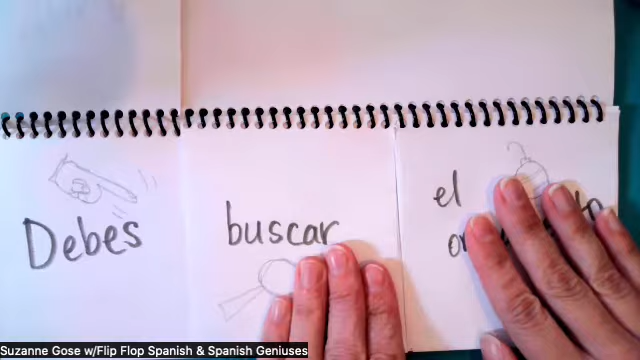 Debes
buscar
el
Suzanne Gose w/Flip Flop Spanish & Spanish Geniuses